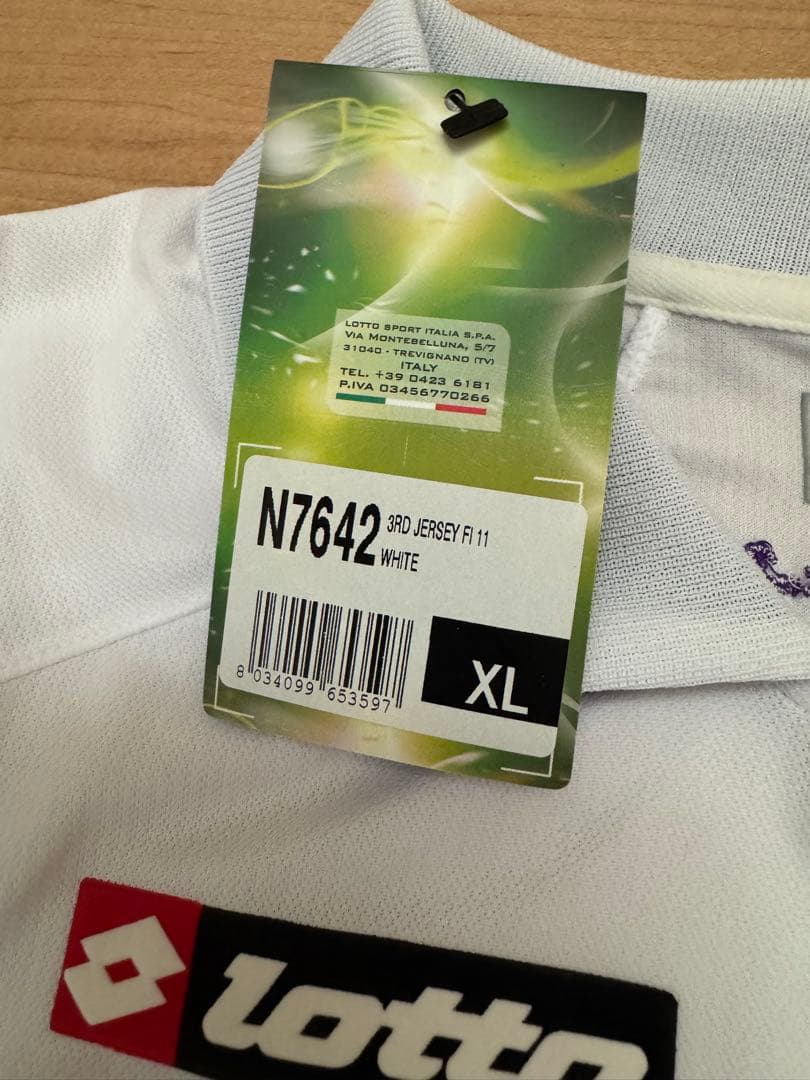 LOTTO SPORT ITALIA S.P.A.
VIA MONTEBELLUNA, 5/7
31040 - TREVIGNANO (TV)
ITALY
TEL. +39 0423 6181
P.IVA 03456770266
N7642 3RD JERSEY FI 11
WHITE
8 034099 653597
XL
lotto